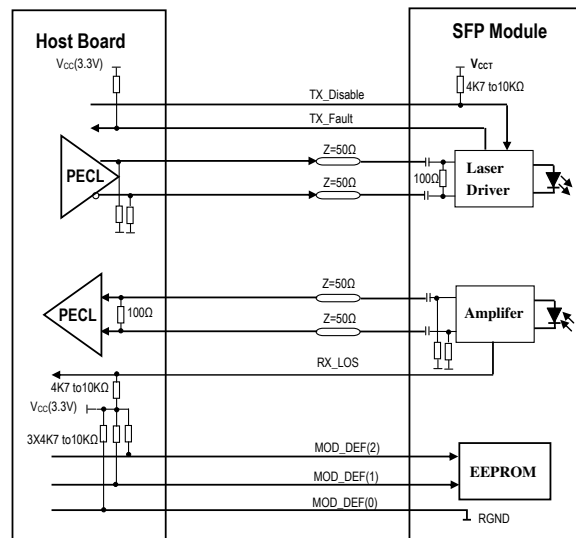 Host Board
SFP Module
VCC(3.3V)
VCCT
4K7 to10KΩ
TX_Disable
TX_Fault
PECL
Z=50Ω
Z=50Ω
100Ω
Laser
Driver
PECL
100Ω
Z=50Ω
Z=50Ω
Amplifer
RX_LOS
4K7 to10KΩ
VCC(3.3V)
3X4K7 to10KΩ
MOD_DEF(2)
MOD_DEF(1)
MOD_DEF(0)
EEPROM
RGND